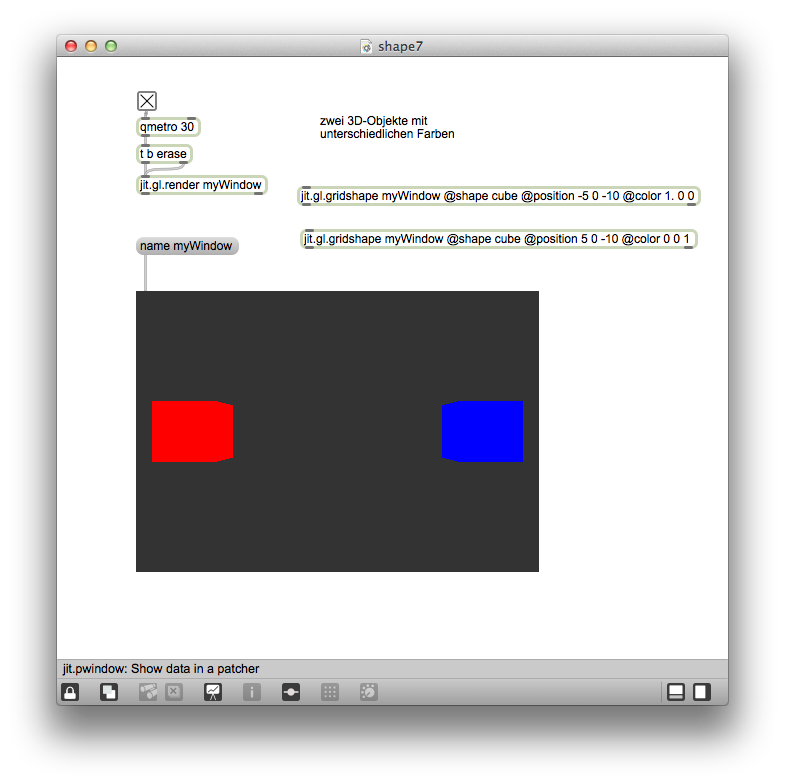 shape7
zwei 3D-Objekte mit
unterschiedlichen Farben
qmetro 30
t b erase
jit.gl.render myWindow
jit.gl.gridshape myWindow @shape cube @position -5 0 -10 @color 1. 0 0
jit.gl.gridshape myWindow @shape cube @position 5 0 -10 @color 0 0 1
name myWindow
jit.pwindow: Show data in a patcher